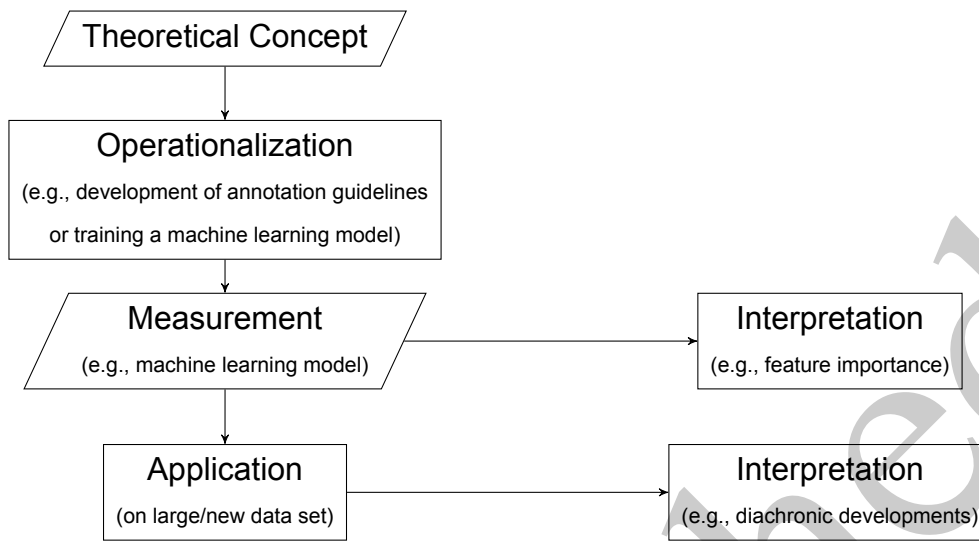 Theoretical Concept
Operationalization
(e.g., development of annotation guidelines
or training a machine learning model)
Measurement
(e.g., machine learning model)
Interpretation
(e.g., feature importance)
Application
(on large/new data set)
Interpretation
(e.g., diachronic developments)